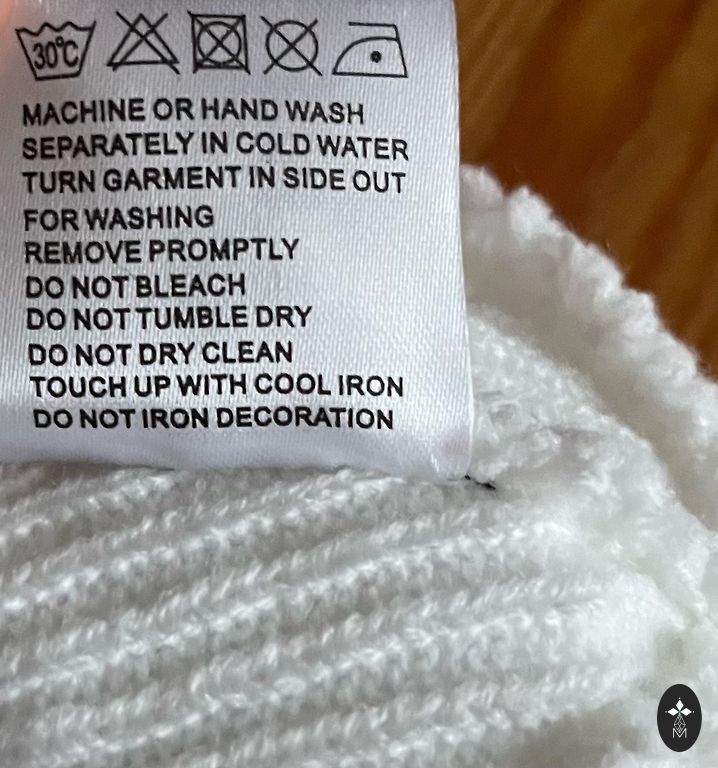 30°C
MACHINE OR HAND WASH
SEPARATELY IN COLD WATER
TURN GARMENT IN SIDE OUT
FOR WASHING
REMOVE PROMPTLY
DO NOT BLEACH
DO NOT TUMBLE DRY
DO NOT DRY CLEAN
TOUCH UP WITH COOL IRON
DO NOT IRON DECORATION
M